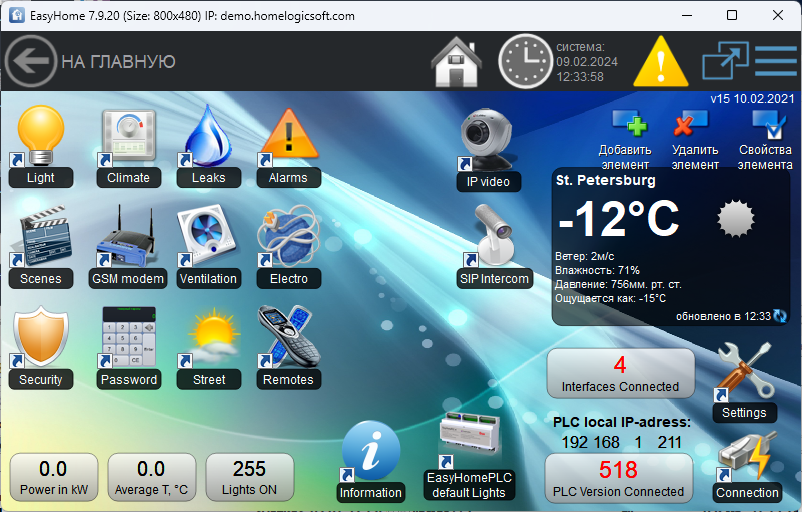 EasyHome 7.9.20 (Size: 800x480) IP: demo.homelogicsoft.com
НА ГЛАВНУЮ
система:
09.02.2024
12:33:58
v15 10.02.2021
Добавить
элемент
Удалить
элемент
Свойства
элемента
Light
Climate
Leaks
Alarms
IP video
St. Petersburg
-12°C
Ветер: 2м/с
Влажность: 71%
Давление: 756мм. рт. ст.
Ощущается как: -15°C
обновлено в 12:33
Scenes
GSM modem
Ventilation
Electro
SIP Intercom
Security
Password
Street
Remotes
4
Interfaces Connected
Settings
PLC local IP-adress:
192 168 1 211
0.0
Power in kW
0.0
Average T, °C
255
Lights ON
Information
EasyHomePLC
default Lights
518
PLC Version Connected
Connection